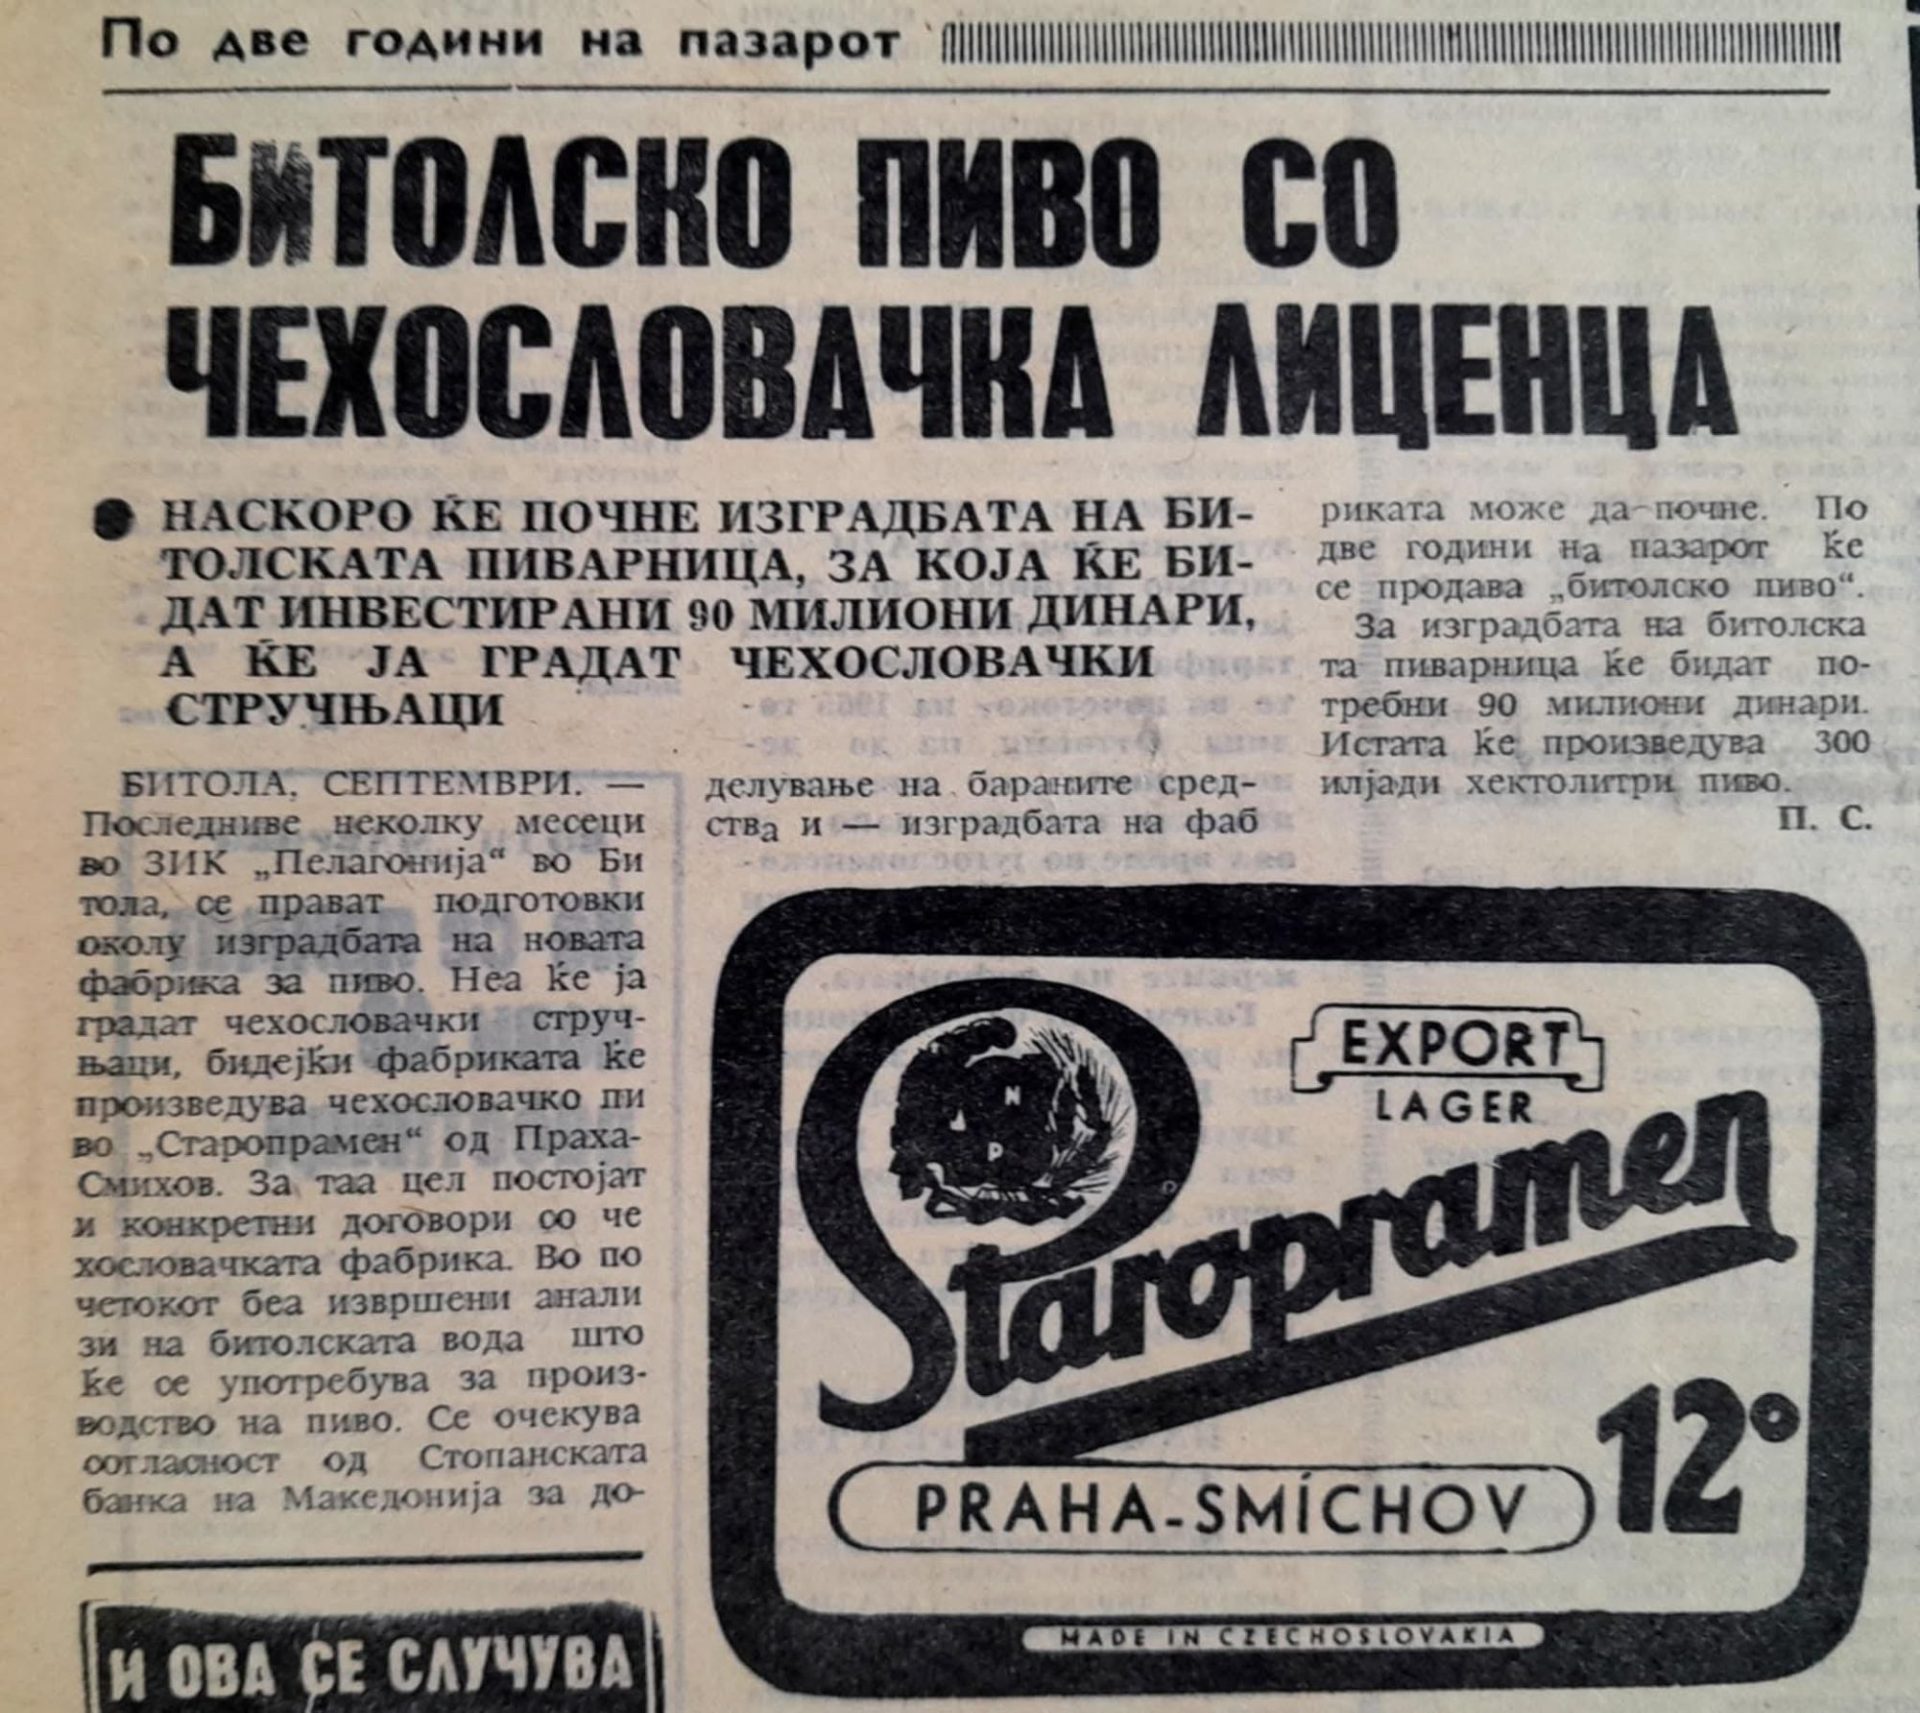 По две години на пазарот
БИТОЛСКО ПИВО СО
ЧЕХОСЛОВАЧКА ЛИЦЕНЦА
● НАСКОРО ЌЕ ПОЧНЕ ИЗГРАДБАТА НА БИ-
ТОЛСКАТА ПИВАРНИЦА, ЗА КОЈА ЌЕ БИ-
ДАТ ИНВЕСТИРАНИ 90 МИЛИОНИ ДИНАРИ,
А ЌЕ ЈА ГРАДАТ ЧЕХОСЛОВАЧКИ
СТРУЧЊАЦИ
БИТОЛА, СЕПТЕМВРИ. —
Последниве неколку месеци
во ЗИК „Пелагонија“ во Би
тола, се прават подготовки
околу изградбата на новата
фабрика за пиво. Неа ќе ја
градат чехословачки струч-
њаци, бидејќи фабриката ќе
произведува чехословачко пи
во „Старопрамен“ од Праха-
Смихов. За таа цел постојат
и конкретни договори со че
хословачката фабрика. Во по
четокот беа извршени анали
зи на битолската вода што
ќе се употребува за произ-
водство на пиво. Се очекува
согласност од Стопанската
банка на Македонија за до-
делување на бараните сред-
ства и — изградбата на фаб
риката може да почне. По
две години на пазарот ќе
се продава „битолско пиво“.
За изградбата на битолска
та пиварница ќе бидат по-
требни 90 милиони динари.
Истата ќе произведува 300
илјади хектолитри пиво.
П. С.
EXPORT
LAGER
Staropramen
12°
PRAHA-SMÍCHOV
MADE IN CZECHOSLOVAKIA
И ОВА СЕ СЛУЧУВА